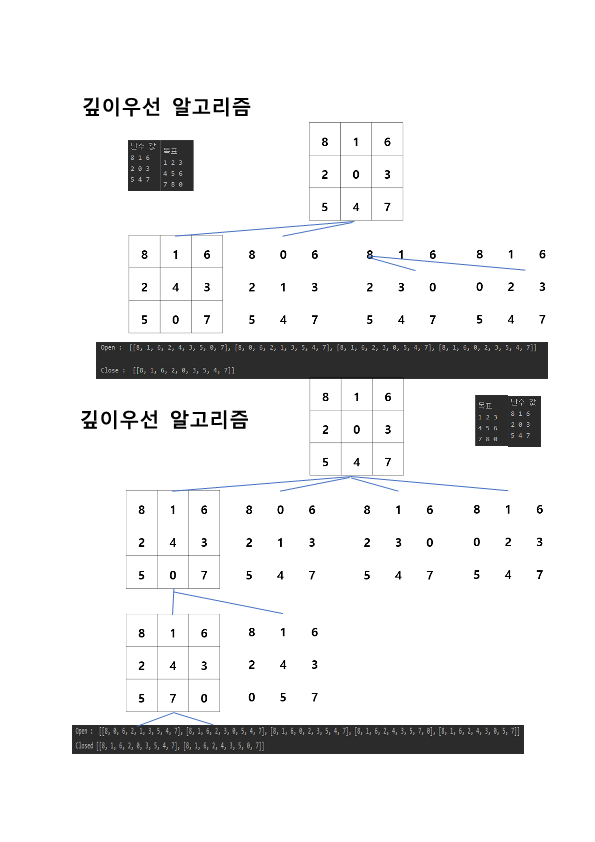 깊이우선 알고리즘
난수 값
8 1 6
2 0 3
5 4 7
목표
1 2 3
4 5 6
7 8 0
8 1 6
2 0 3
5 4 7
8 1 6 8 0 6 8 1 6 8 1 6
2 4 3 2 1 3 2 3 0 0 2 3
5 0 7 5 4 7 5 4 7 5 4 7
Open : [[8, 1, 6, 2, 4, 3, 5, 0, 7], [8, 0, 6, 2, 1, 3, 5, 4, 7], [8, 1, 6, 2, 3, 0, 5, 4, 7], [8, 1, 6, 0, 2, 3, 5, 4, 7]]
Close : [[8, 1, 6, 2, 0, 3, 5, 4, 7]]
깊이우선 알고리즘
8 1 6
2 0 3
5 4 7
목표
1 2 3
4 5 6
7 8 0
난수 값
8 1 6
2 0 3
5 4 7
8 1 6 8 0 6 8 1 6 8 1 6
2 4 3 2 1 3 2 3 0 0 2 3
5 0 7 5 4 7 5 4 7 5 4 7
8 1 6 8 1 6
2 4 3 2 4 3
5 7 0 0 5 7
Open : [[8, 0, 6, 2, 1, 3, 5, 4, 7], [8, 1, 6, 2, 3, 0, 5, 4, 7], [8, 1, 6, 0, 2, 3, 5, 4, 7], [8, 1, 6, 2, 4, 3, 5, 7, 0], [8, 1, 6, 2, 4, 3, 0, 5, 7]]
Closed [[8, 1, 6, 2, 0, 3, 5, 4, 7], [8, 1, 6, 2, 4, 3, 5, 0, 7]]